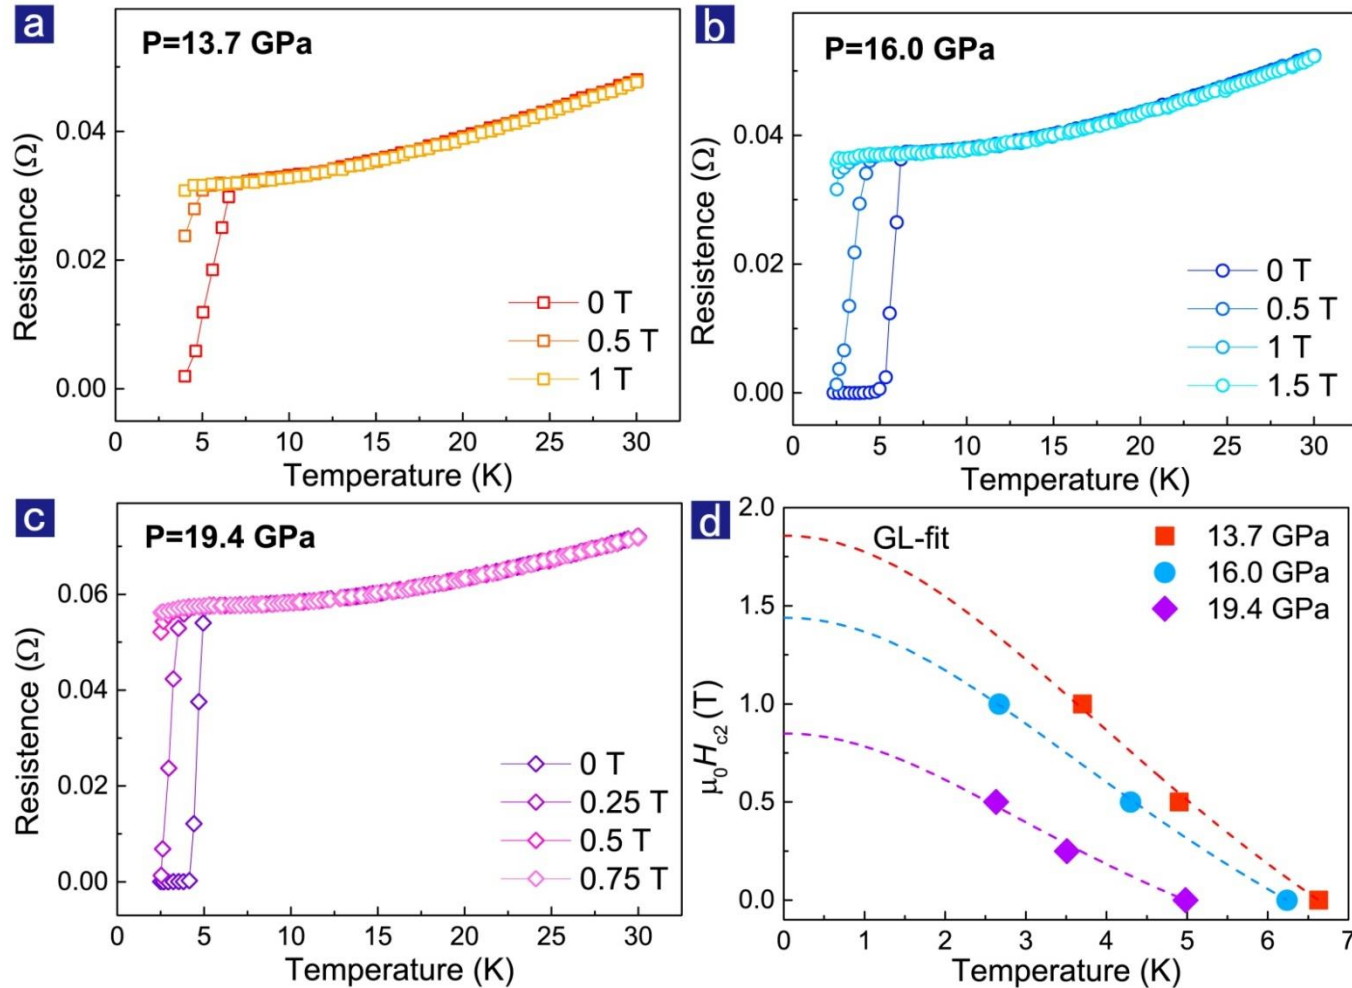 a
P=13.7 GPa
Resistence (Ω)
0.04
0.02
0.00
0 T
0.5 T
1 T
0 5 10 15 20 25 30
Temperature (K)
b
P=16.0 GPa
Resistence (Ω)
0.04
0.02
0.00
0 T
0.5 T
1 T
1.5 T
0 5 10 15 20 25 30
Temperature (K)
c
P=19.4 GPa
Resistence (Ω)
0.06
0.04
0.02
0.00
0 T
0.25 T
0.5 T
0.75 T
0 5 10 15 20 25 30
Temperature (K)
d
GL-fit
13.7 GPa
16.0 GPa
19.4 GPa
μ₀Hc₂(T)
2.0
1.5
1.0
0.5
0.0
0 1 2 3 4 5 6 7
Temperature (K)